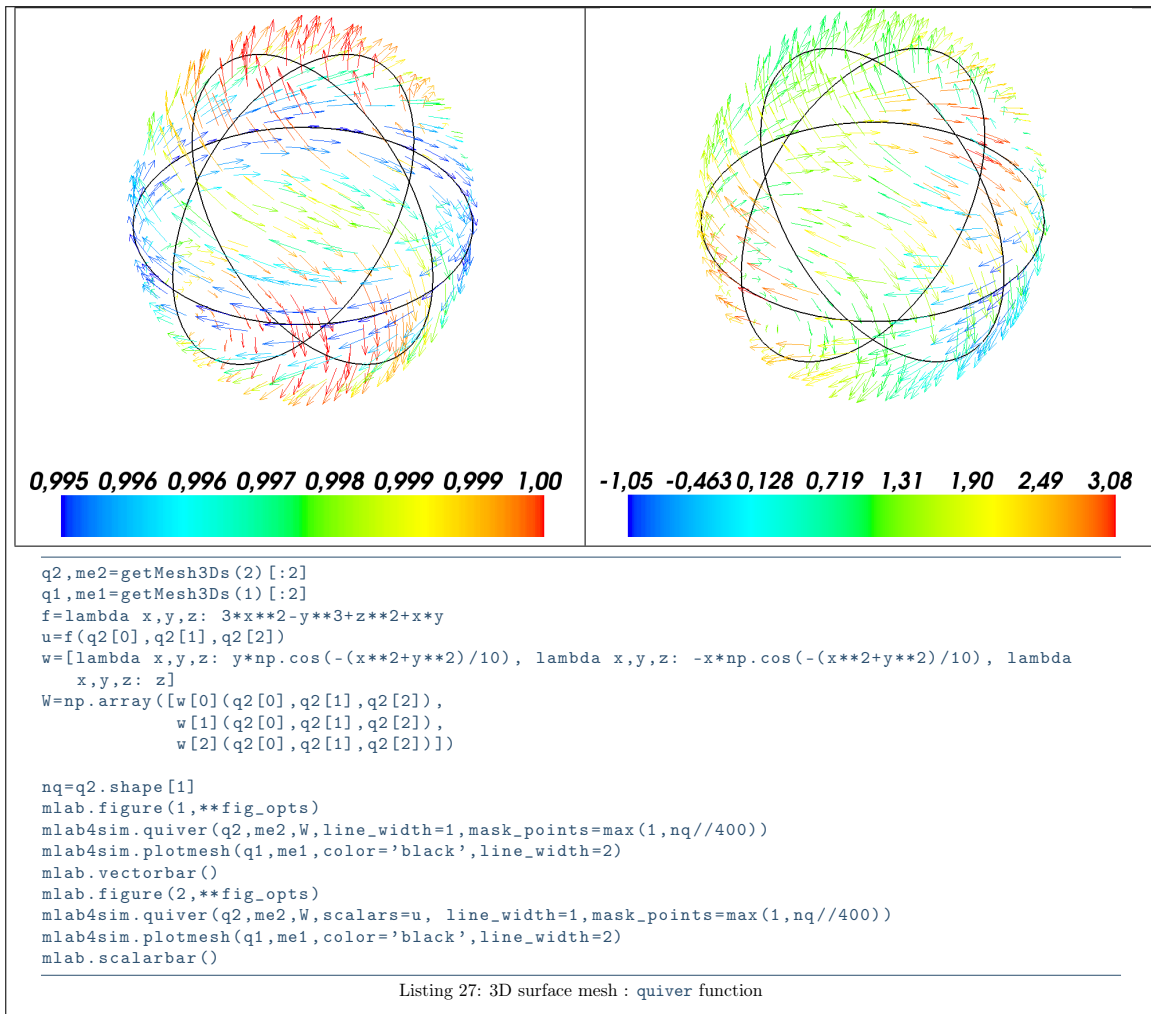 0,995 0,996 0,996 0,997 0,998 0,999 0,999 1,00
-1,05 -0,463 0,128 0,719 1,31 1,90 2,49 3,08
q2,me2=getMesh3Ds(2)[:2]
q1,me1=getMesh3Ds(1)[:2]
f=lambda x,y,z: 3*x**2-y**3+z**2+x*y
u=f(q2[0],q2[1],q2[2])
w=[lambda x,y,z: y*np.cos(-(x**2+y**2)/10), lambda x,y,z: -x*np.cos(-(x**2+y**2)/10), lambda
x,y,z: z]
W=np.array([w[0](q2[0],q2[1],q2[2]),
w[1](q2[0],q2[1],q2[2]),
w[2](q2[0],q2[1],q2[2])])
nq=q2.shape[1]
mlab.figure(1,**fig_opts)
mlab4sim.quiver(q2,me2,W,line_width=1,mask_points=max(1,nq//400))
mlab4sim.plotmesh(q1,me1,color='black',line_width=2)
mlab.vectorbar()
mlab.figure(2,**fig_opts)
mlab4sim.quiver(q2,me2,W,scalars=u, line_width=1,mask_points=max(1,nq//400))
mlab4sim.plotmesh(q1,me1,color='black',line_width=2)
mlab.scalarbar()
Listing 27: 3D surface mesh : quiver function